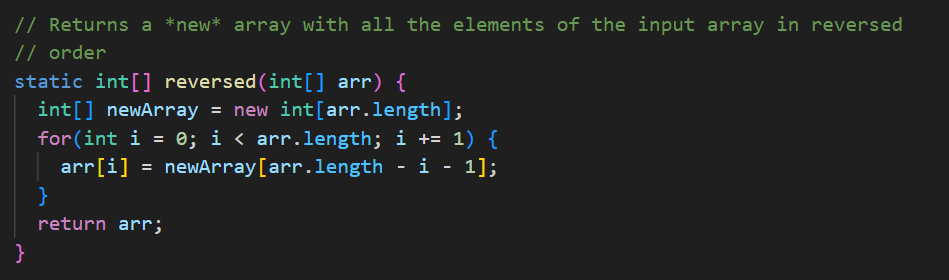 // Returns a *new* array with all the elements of the input array in reversed
// order
static int[] reversed(int[] arr) {
  int[] newArray = new int[arr.length];
  for(int i = 0; i < arr.length; i += 1) {
    arr[i] = newArray[arr.length - i - 1];
  }
  return arr;
}